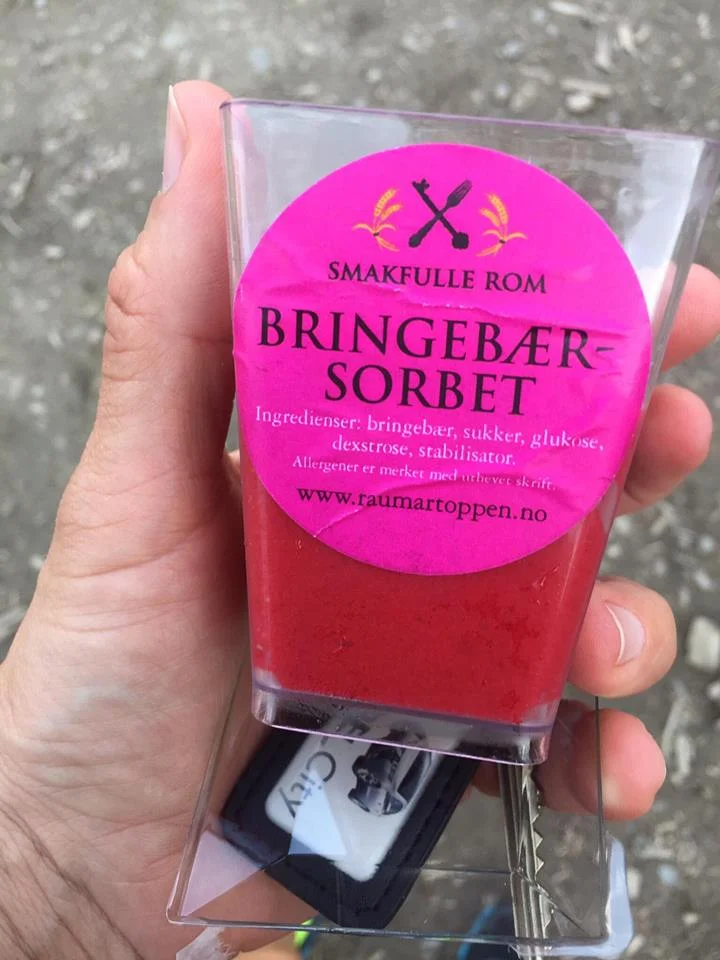 SMAKFULLE ROM
BRINGEBÆR-
SORBET
Ingredienser: bringebær, sukker, glukose,
dexstrose, stabilisator.
Allergener er merket med uthevet skrift.
www.raumartoppen.no
City